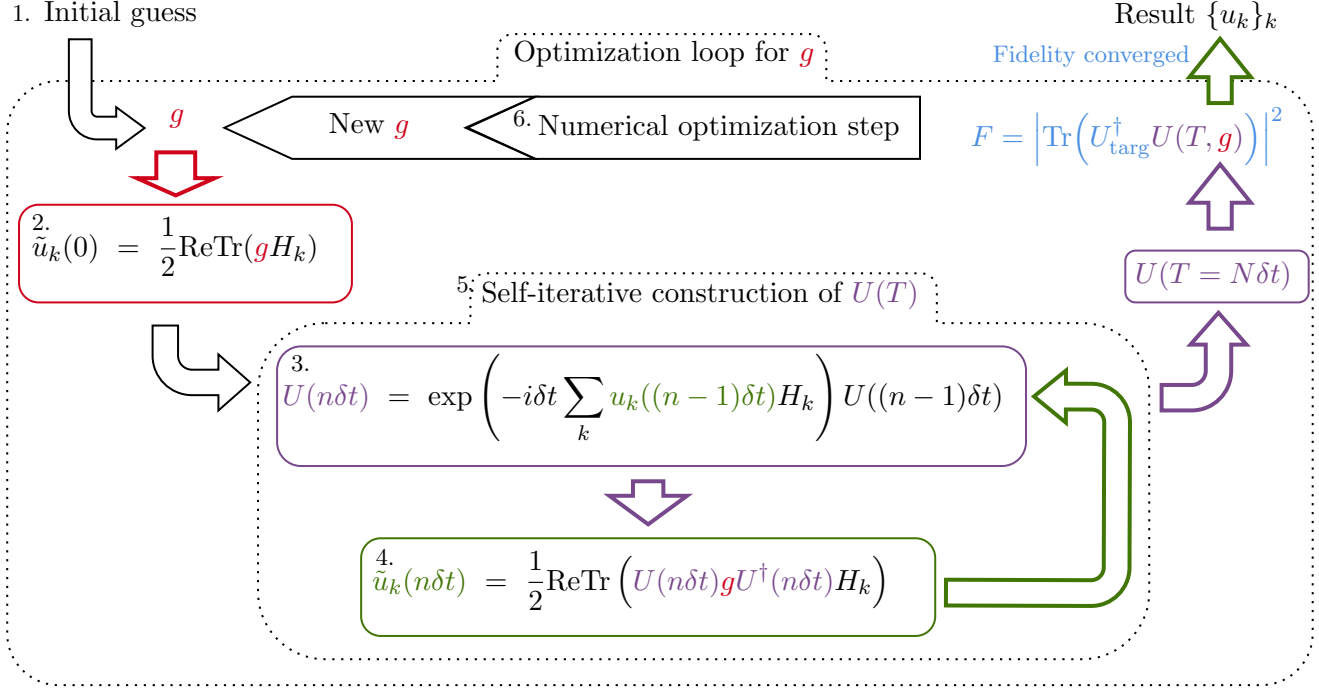 1. Initial guess
Result {u_k}_k
Optimization loop for g
Fidelity converged
g
New g
6. Numerical optimization step
F = |Tr(U†_targ U(T, g))|^2
2.
ũ_k(0) = 1/2 ReTr(gH_k)
U(T = Nδt)
5. Self-iterative construction of U(T)
3.
U(nδt) = exp(−iδt ∑_k u_k((n − 1)δt)H_k) U((n − 1)δt)
4.
ũ_k(nδt) = 1/2 ReTr(U(nδt)gU†(nδt)H_k)